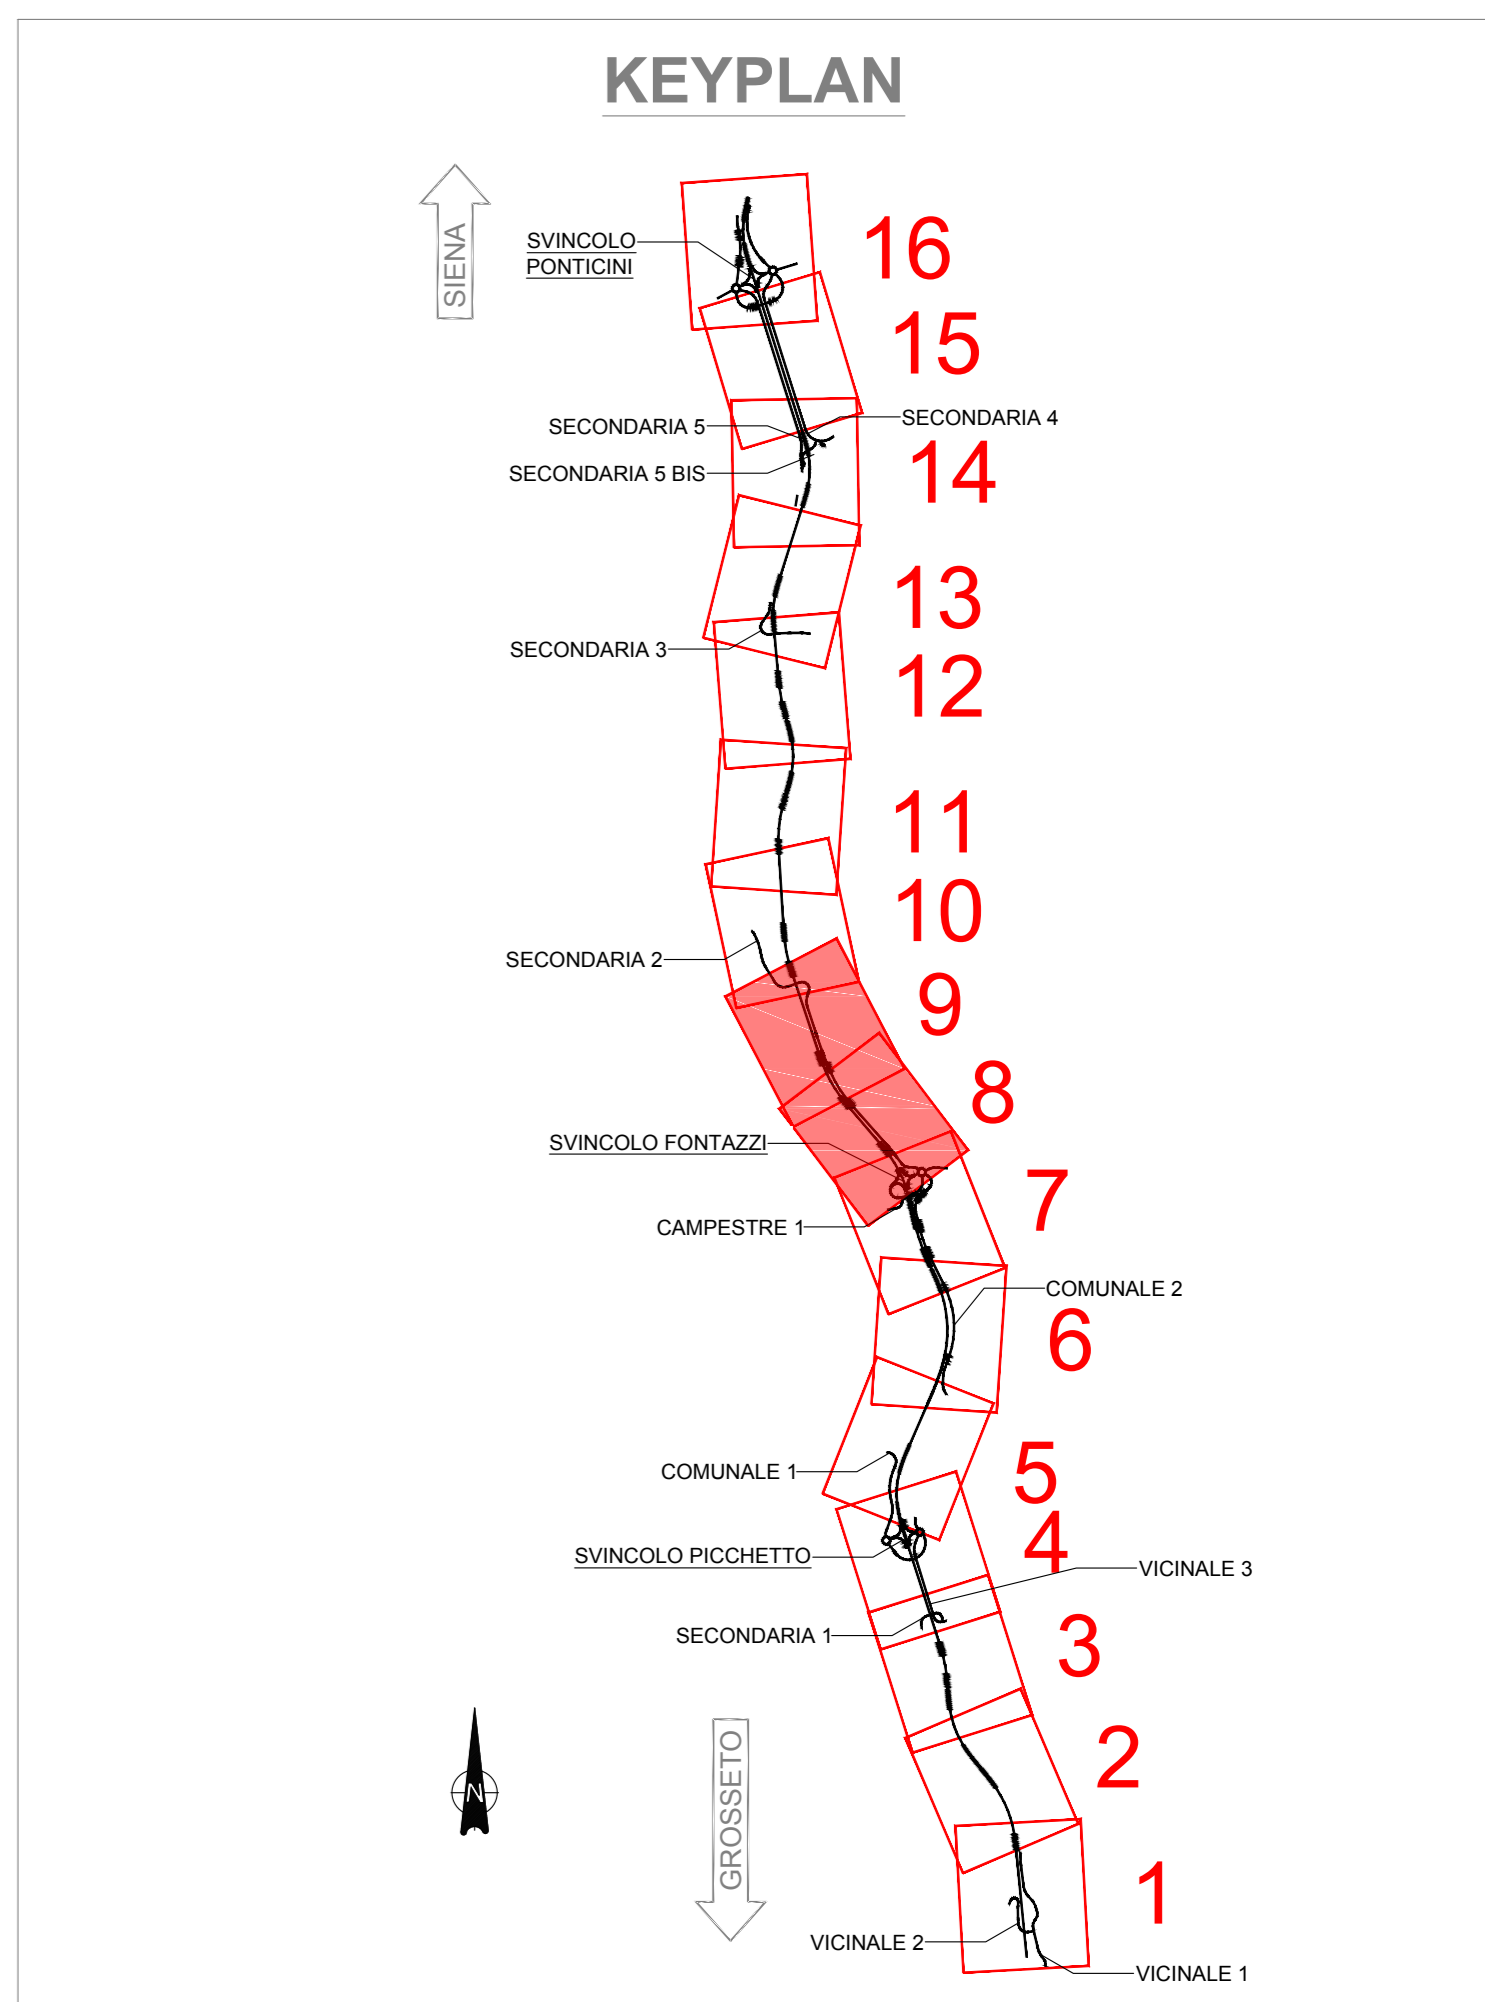 KEYPLAN
SIENA
SVINCOLO
PONTICINI
16
15
SECONDARIA 4
SECONDARIA 5
14
SECONDARIA 5 BIS
13
SECONDARIA 3
12
11
10
SECONDARIA 2
9
8
SVINCOLO FONTAZZI
7
CAMPESTRE 1
COMUNALE 2
6
COMUNALE 1
5
4
SVINCOLO PICCHETTO
VICINALE 3
SECONDARIA 1
3
2
N
GROSSETO
1
VICINALE 2
VICINALE 1